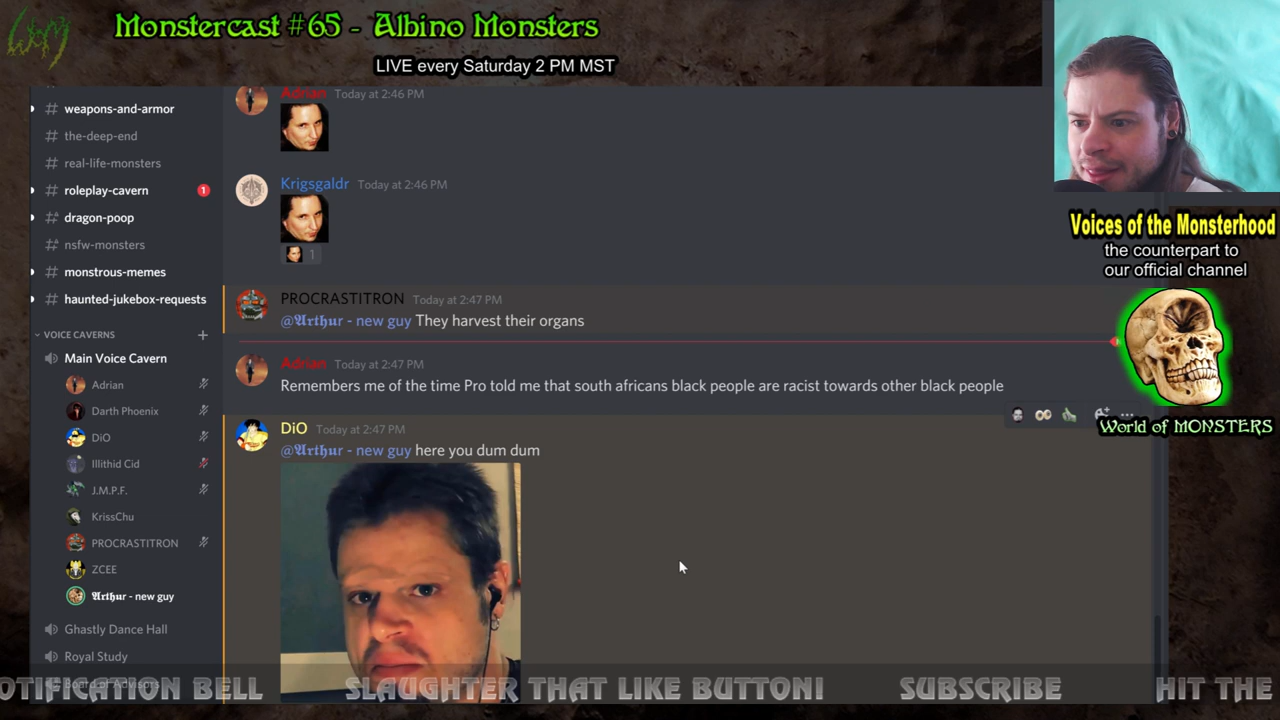 WoM
Monstercast #65 - Albino Monsters
LIVE every Saturday 2 PM MST
# weapons-and-armor
# the-deep-end
# real-life-monsters
# roleplay-cavern 1
# dragon-poop
# nsfw-monsters
# monstrous-memes
# haunted-jukebox-requests
VOICE CAVERNS +
Main Voice Cavern
Adrian
Darth Phoenix
DiO
Illithid Cid
J.M.P.F.
KrissChu
PROCRASTITRON
ZCEE
𝕬𝖗𝖙𝖍𝖚r - new guy
Ghastly Dance Hall
Royal Study
Board of Advisors
Adrian Today at 2:46 PM
Krigsgaldr Today at 2:46 PM
1
PROCRASTITRON Today at 2:47 PM
@𝕬𝖗𝖙𝖍𝖚r - new guy They harvest their organs
Adrian Today at 2:47 PM
Remembers me of the time Pro told me that south africans black people are racist towards other black people
DiO Today at 2:47 PM
@𝕬𝖗𝖙𝖍𝖚r - new guy here you dum dum
Voices of the Monsterhood
the counterpart to
our official channel
World of MONSTERS
OTIFICATION BELL SLAUGHTER THAT LIKE BUTTON! SUBSCRIBE HIT THE